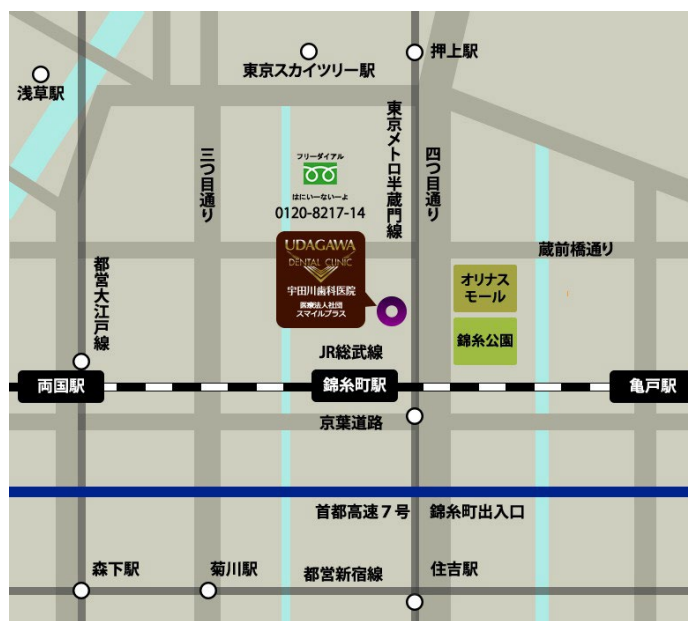 東京スカイツリー駅
押上駅
浅草駅
東京メトロ半蔵門線
四つ目通り
三つ目通り
フリーダイアル
はにいーないーよ
0120-8217-14
蔵前橋通り
UDAGAWA
DENTAL CLINIC
宇田川歯科医院
医療法人社団
スマイルプラス
都営大江戸線
オリナス
モール
錦糸公園
JR総武線
両国駅
錦糸町駅
亀戸駅
京葉道路
首都高速7号 錦糸町出入口
森下駅
菊川駅
都営新宿線
住吉駅